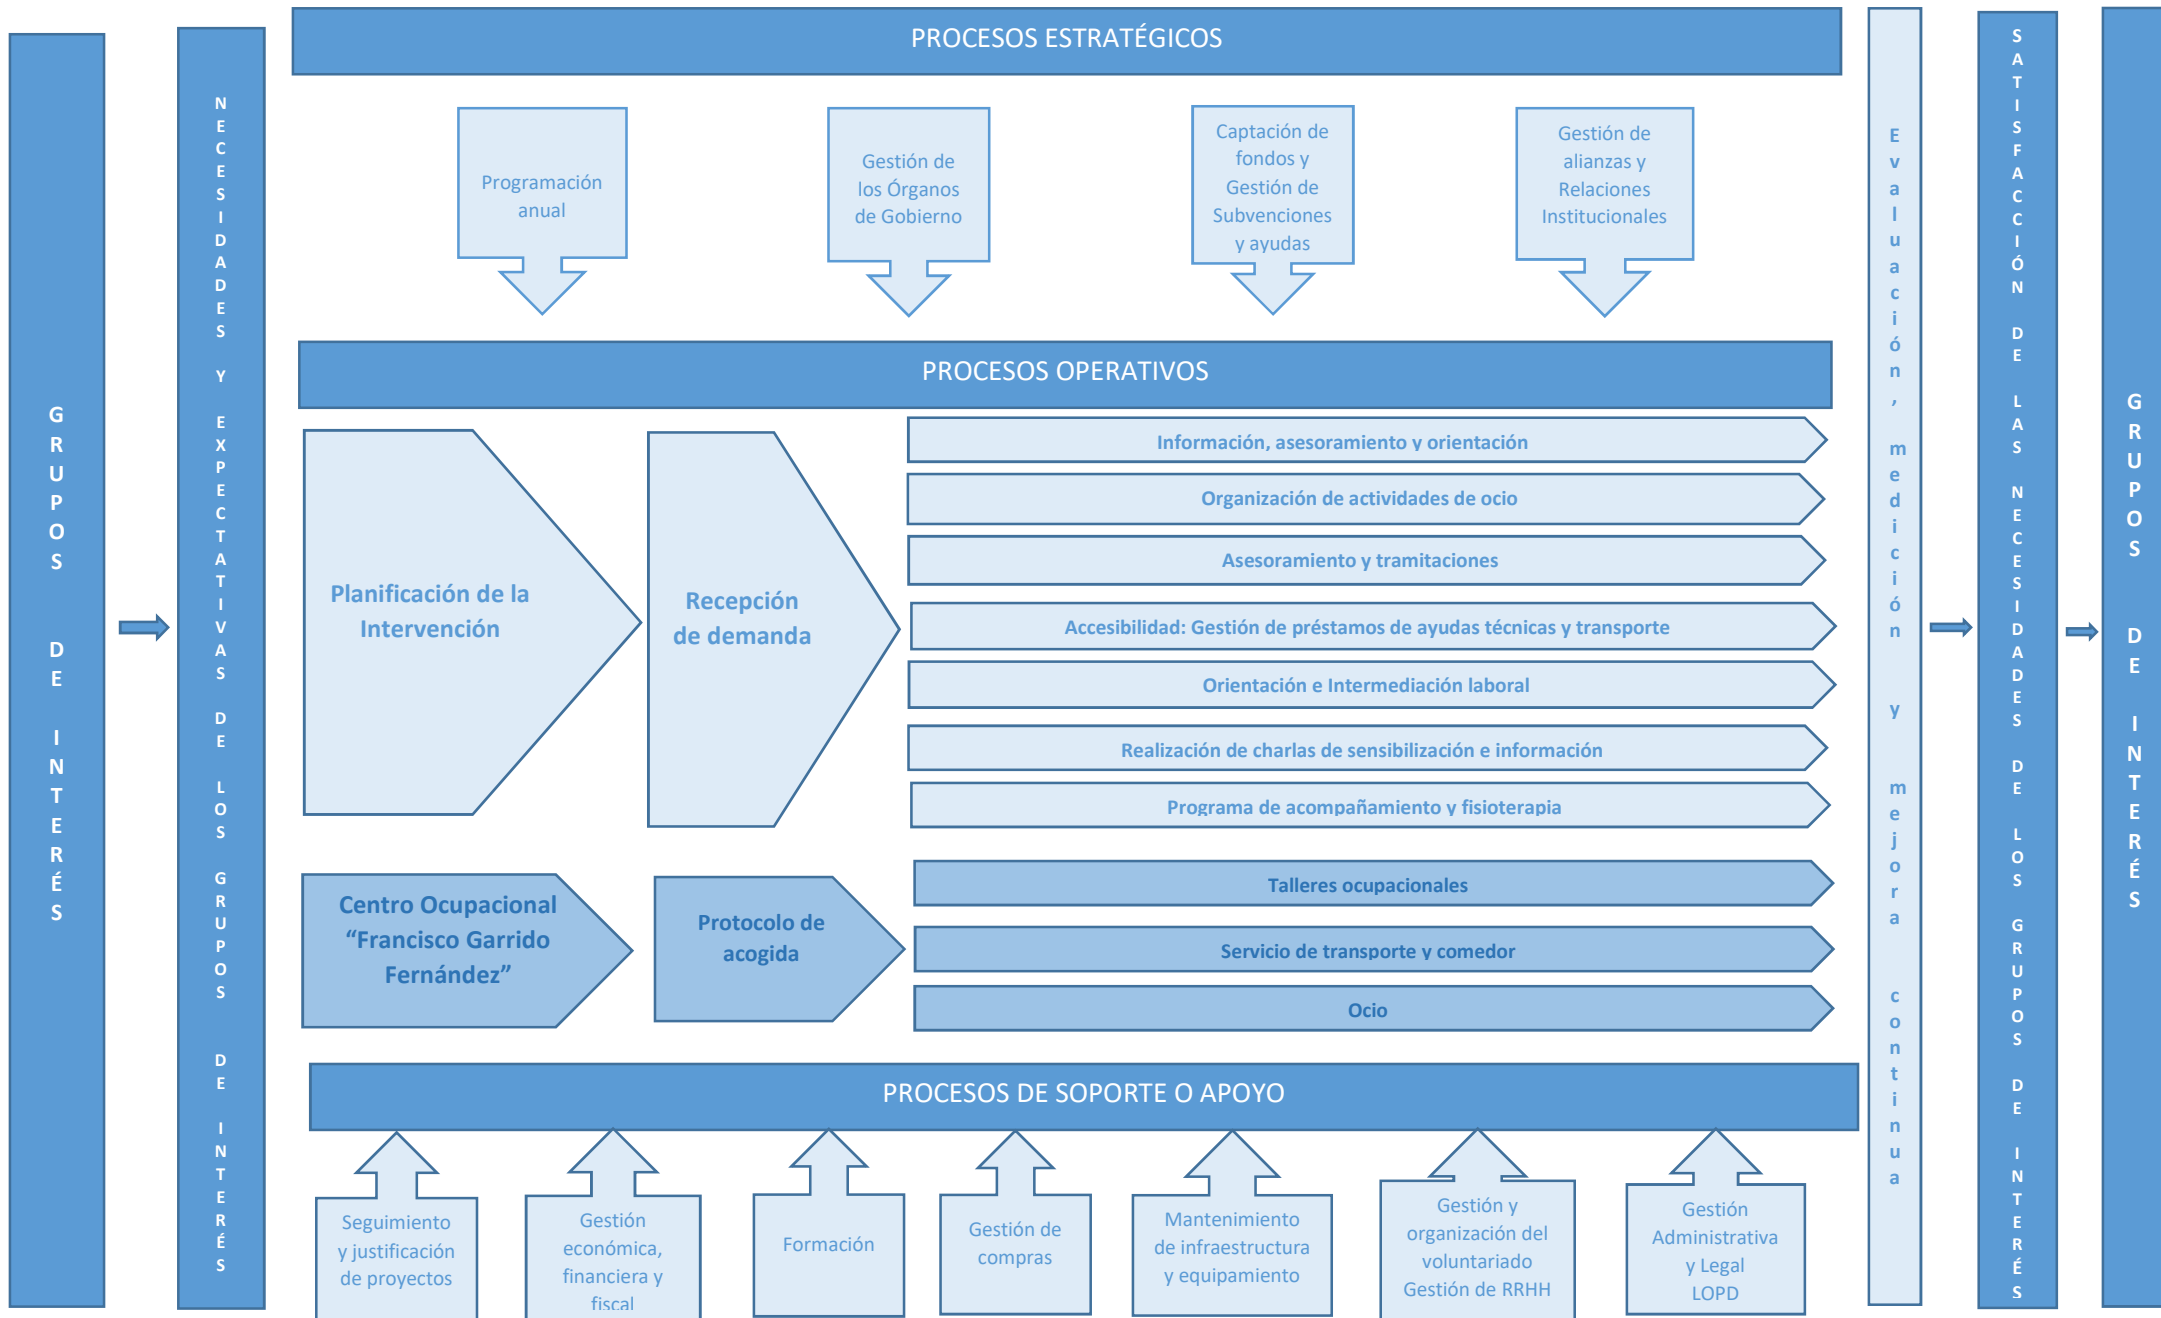 GRUPOS DE INTERÉS
NECESIDADES Y EXPECTATIVAS DE LOS GRUPOS DE INTERÉS
PROCESOS ESTRATÉGICOS
Programación
anual
Gestión de
los Órganos
de Gobierno
Captación de
fondos y
Gestión de
Subvenciones
y ayudas
Gestión de
alianzas y
Relaciones
Institucionales
PROCESOS OPERATIVOS
Planificación de la
Intervención
Recepción
de demanda
Información, asesoramiento y orientación
Organización de actividades de ocio
Asesoramiento y tramitaciones
Accesibilidad: Gestión de préstamos de ayudas técnicas y transporte
Orientación e Intermediación laboral
Realización de charlas de sensibilización e información
Programa de acompañamiento y fisioterapia
Centro Ocupacional
“Francisco Garrido
Fernández”
Protocolo de
acogida
Talleres ocupacionales
Servicio de transporte y comedor
Ocio
PROCESOS DE SOPORTE O APOYO
Seguimiento
y justificación
de proyectos
Gestión
económica,
financiera y
fiscal
Formación
Gestión de
compras
Mantenimiento
de infraestructura
y equipamiento
Gestión y
organización del
voluntariado
Gestión de RRHH
Gestión
Administrativa
y Legal
LOPD
Evaluación, medición y mejora continua
SATISFACCIÓN DE LAS NECESIDADES DE LOS GRUPOS DE INTERÉS
GRUPOS DE INTERÉS